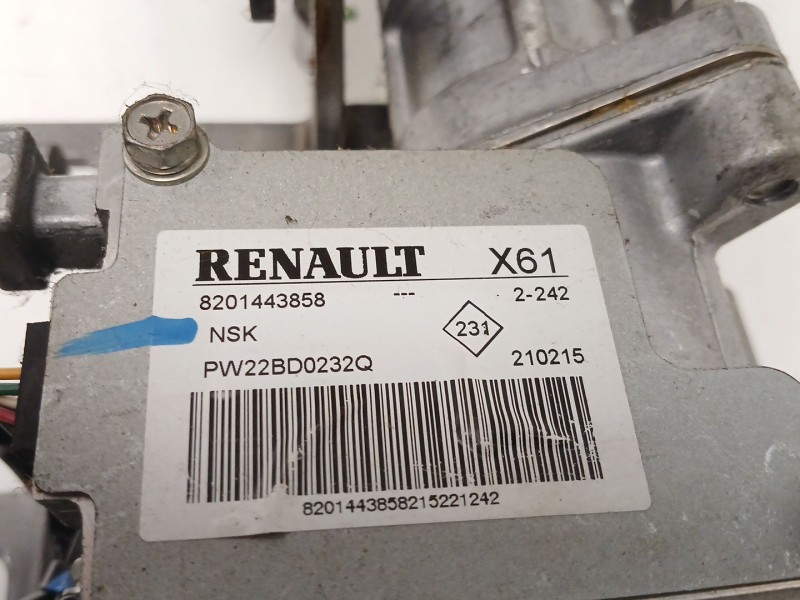 RENAULT X61
8201443858 --- 2-242
NSK 231
PW22BD0232Q 210215
8201443858215221242